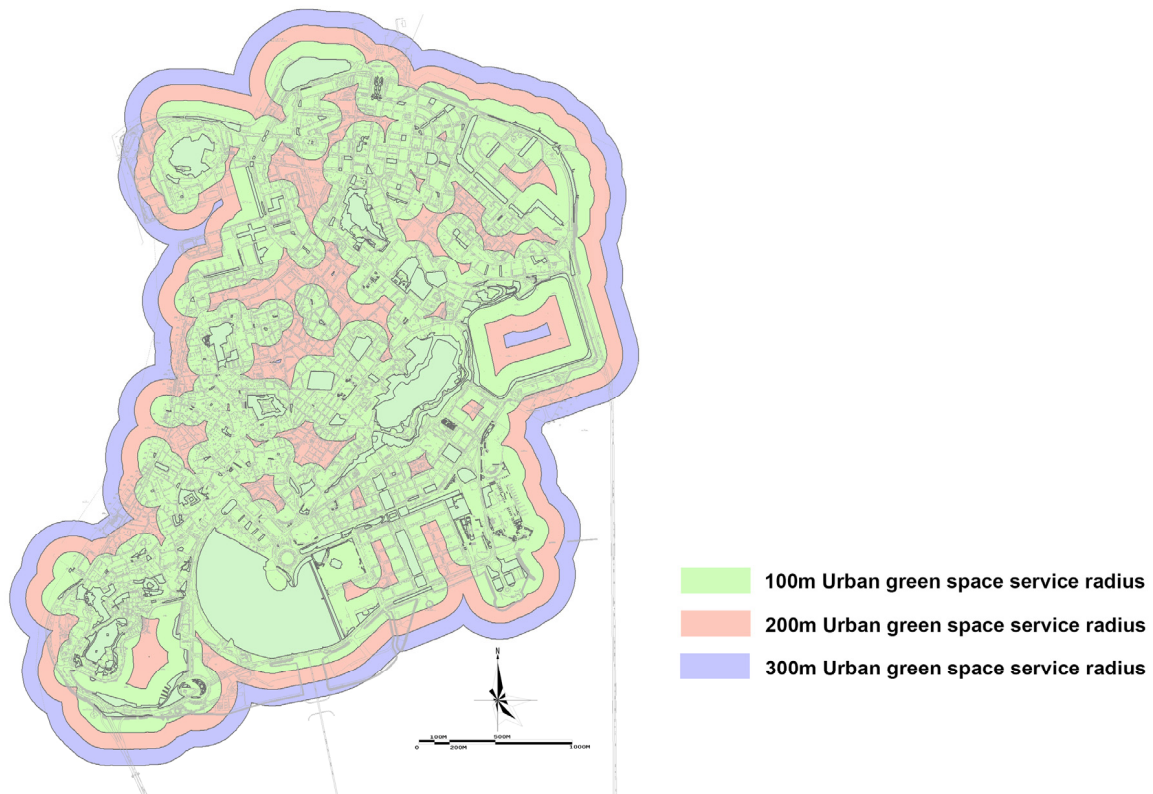 100m Urban green space service radius
200m Urban green space service radius
300m Urban green space service radius
N
100M 500M
0 200M 1000M